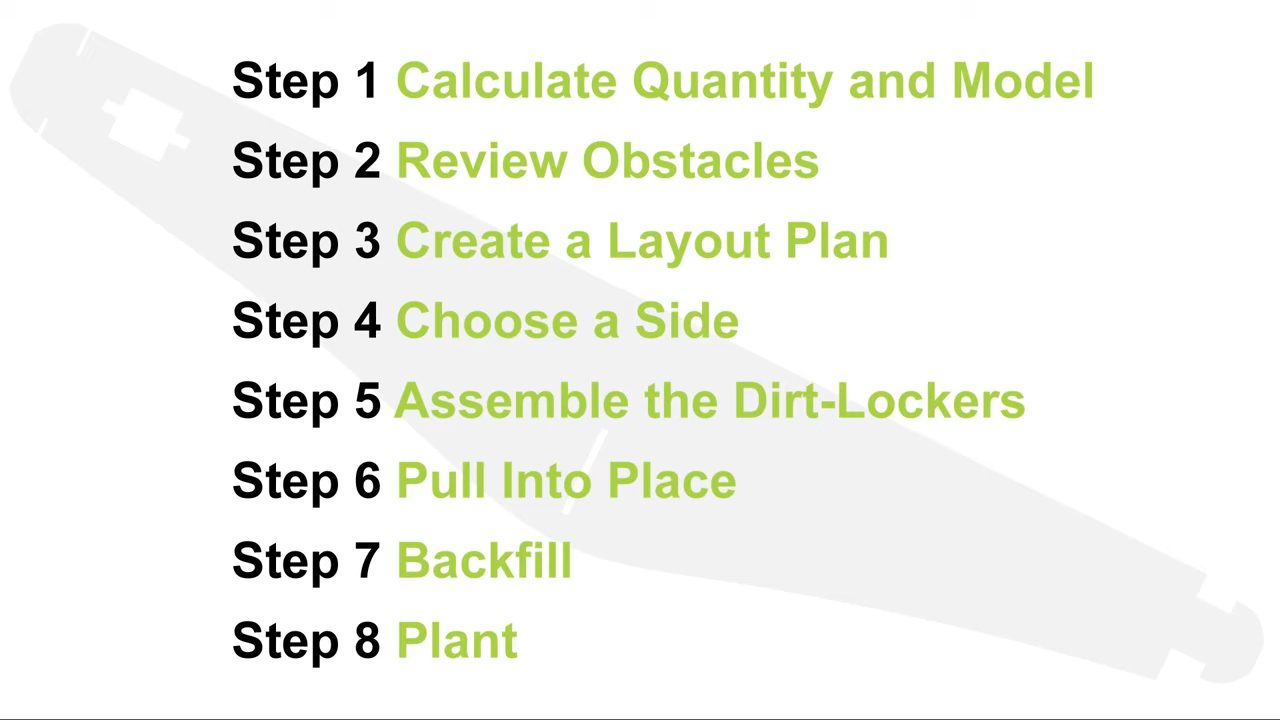 Step 1 Calculate Quantity and Model
Step 2 Review Obstacles
Step 3 Create a Layout Plan
Step 4 Choose a Side
Step 5 Assemble the Dirt-Lockers
Step 6 Pull Into Place
Step 7 Backfill
Step 8 Plant